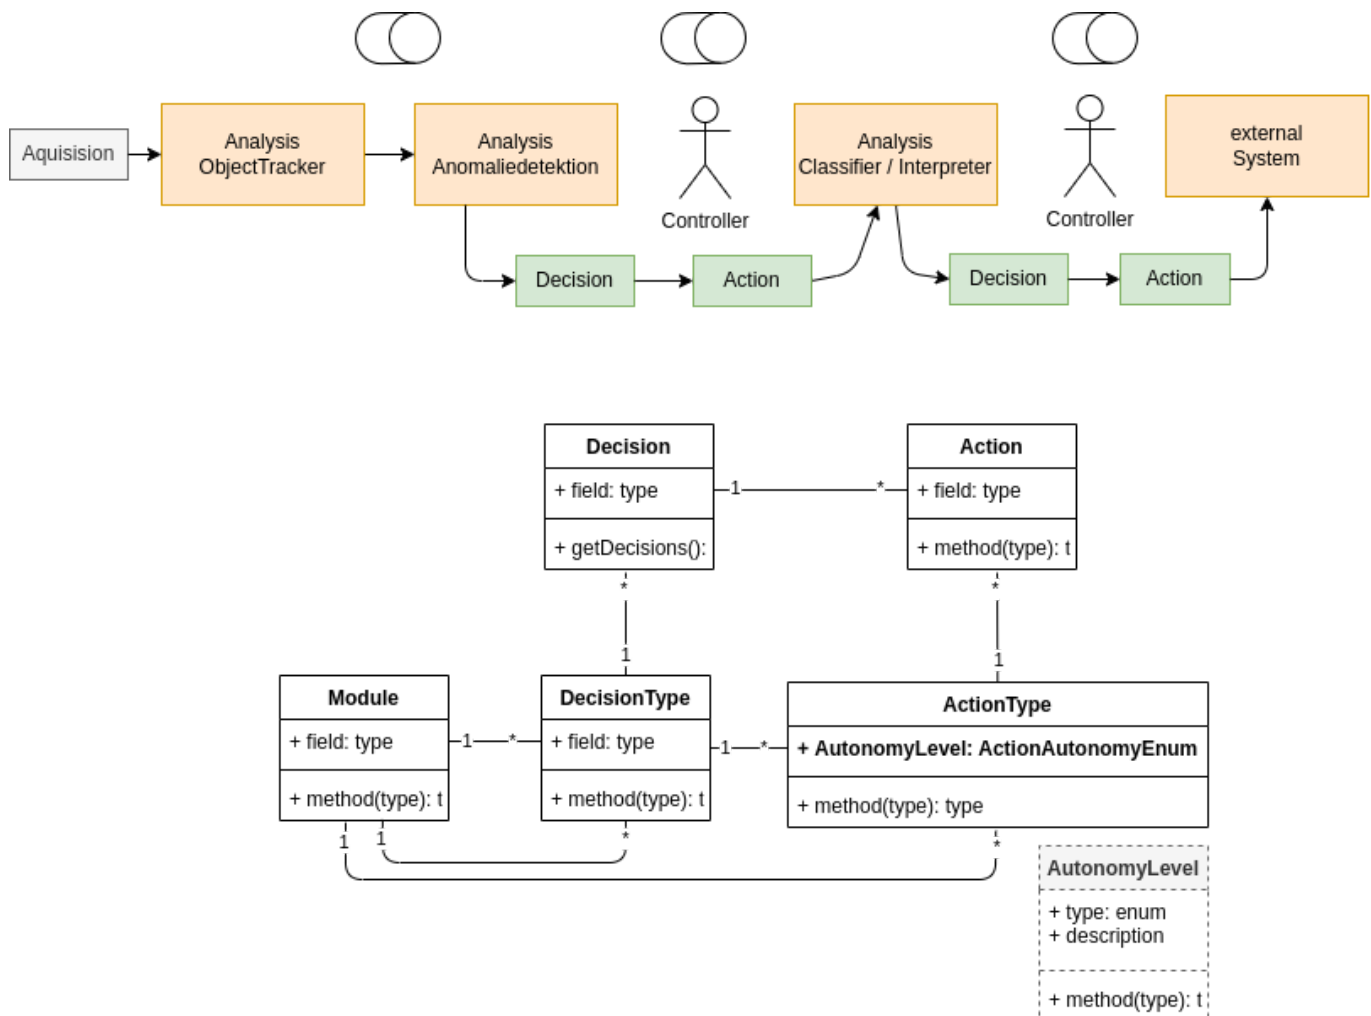 Aquisision
Analysis
ObjectTracker
Analysis
Anomaliedetektion
Controller
Analysis
Classifier / Interpreter
Controller
external
System
Decision
Action
Decision
Action
Decision
+ field: type
+ getDecisions():
1
*
Action
+ field: type
+ method(type): t
*
1
*
1
Module
+ field: type
+ method(type): t
1
*
DecisionType
+ field: type
+ method(type): t
1
*
ActionType
+ AutonomyLevel: ActionAutonomyEnum
+ method(type): type
1
1
*
*
AutonomyLevel
+ type: enum
+ description
+ method(type): t